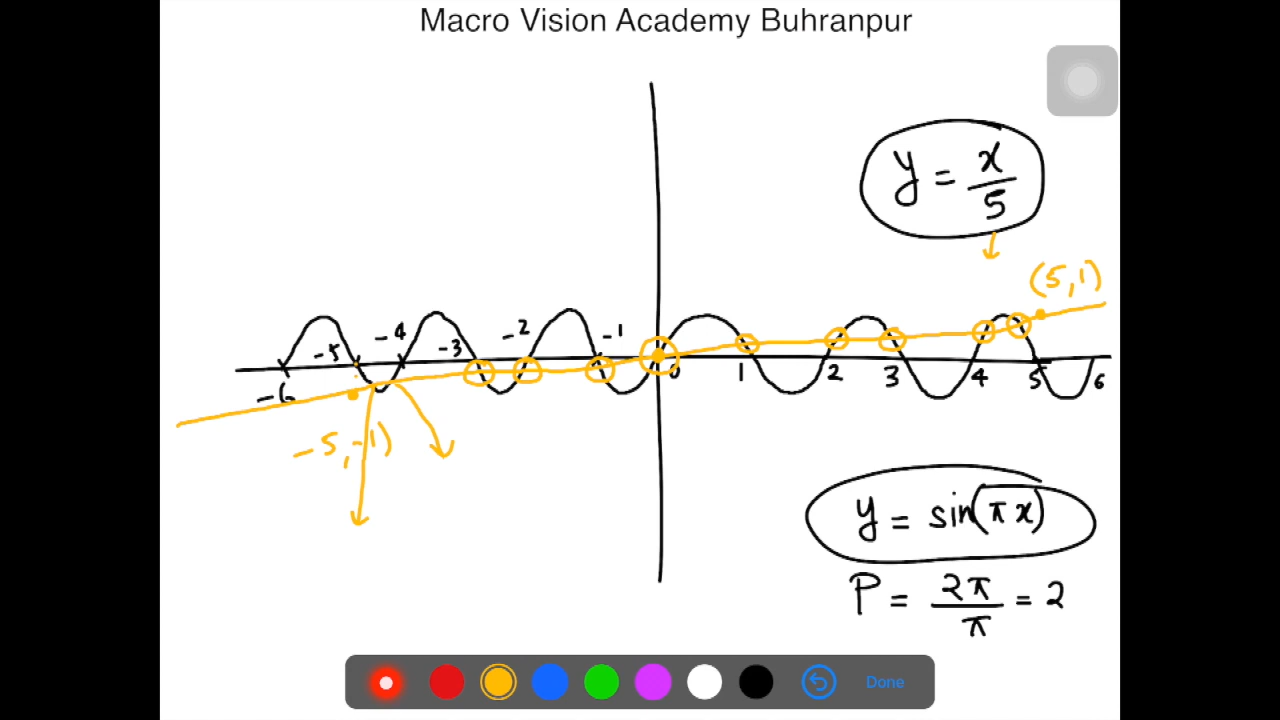 Macro Vision Academy Buhranpur
y = x/5
(5,1)
-6 -5 -4 -3 -2 -1 0 1 2 3 4 5 6
-5,-1)
y = sin(πx)
P = 2π/π = 2
Done